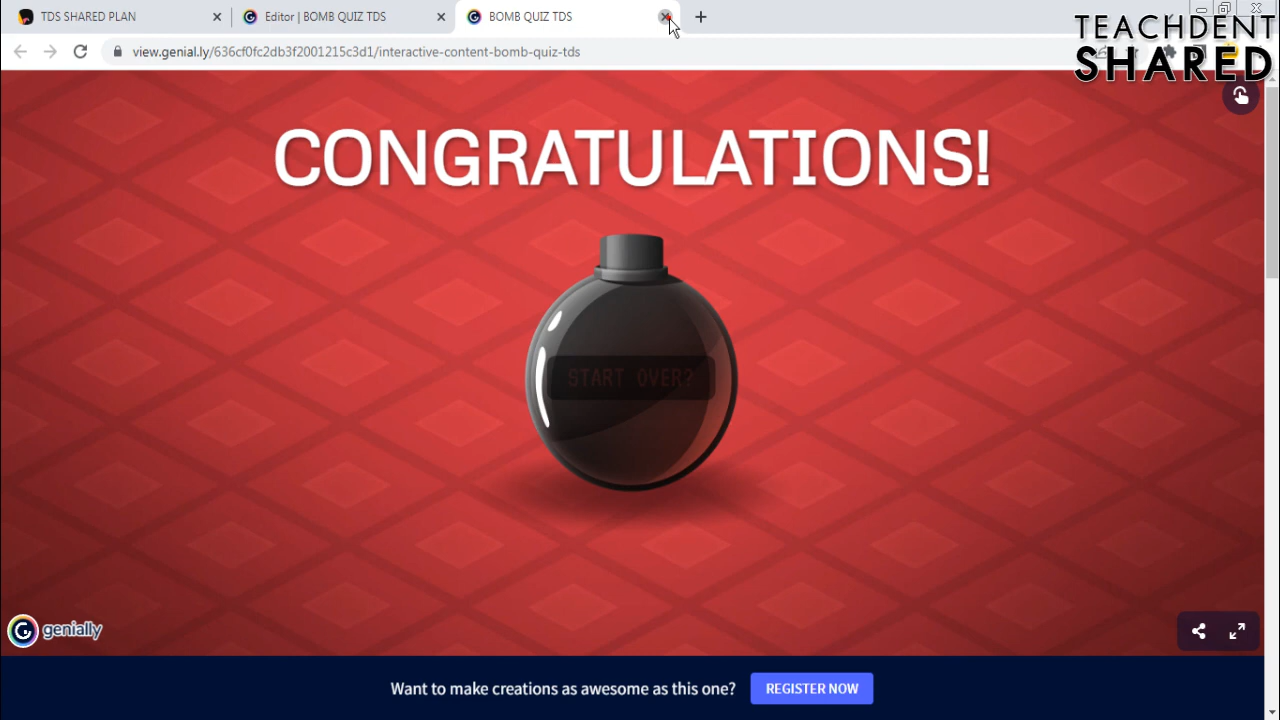 TDS SHARED PLAN
Editor | BOMB QUIZ TDS
BOMB QUIZ TDS
TEACHDENT
SHARED
view.genial.ly/636cf0fc2db3f2001215c3d1/interactive-content-bomb-quiz-tds
CONGRATULATIONS!
START OVER?
genially
Want to make creations as awesome as this one?
REGISTER NOW